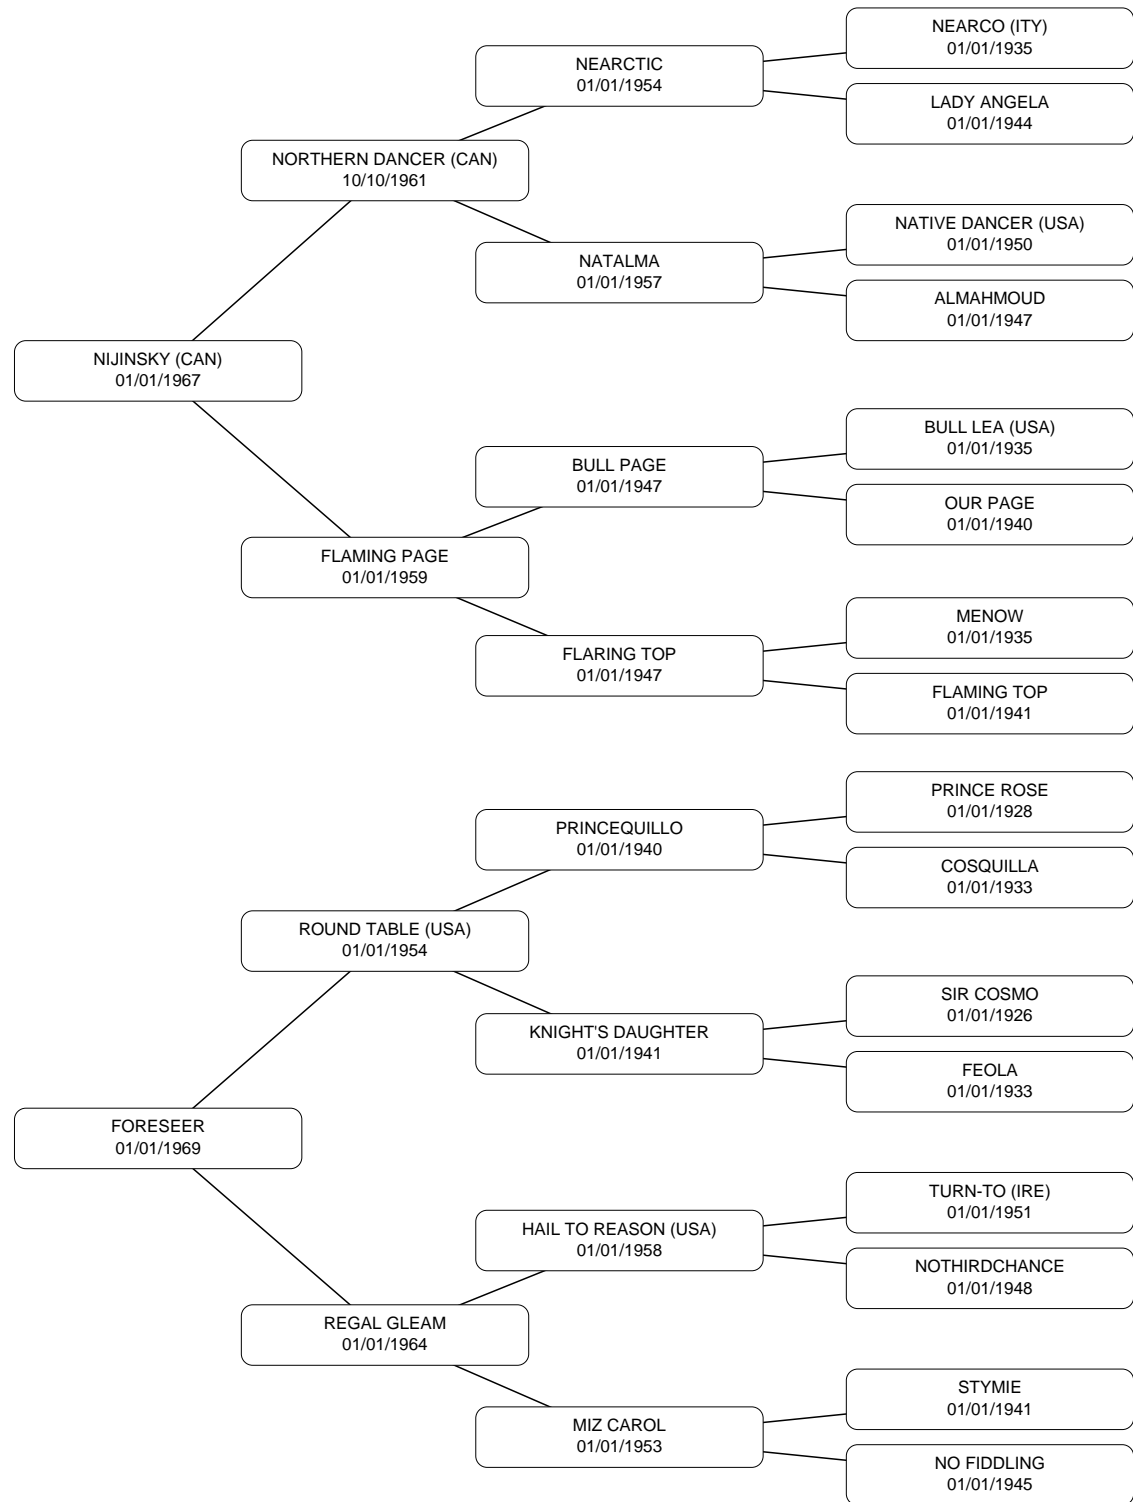 NEARCO (ITY)
01/01/1935
NEARCTIC
01/01/1954
LADY ANGELA
01/01/1944
NORTHERN DANCER (CAN)
10/10/1961
NATIVE DANCER (USA)
01/01/1950
NATALMA
01/01/1957
ALMAHMOUD
01/01/1947
NIJINSKY (CAN)
01/01/1967
BULL LEA (USA)
01/01/1935
BULL PAGE
01/01/1947
OUR PAGE
01/01/1940
FLAMING PAGE
01/01/1959
MENOW
01/01/1935
FLARING TOP
01/01/1947
FLAMING TOP
01/01/1941
PRINCE ROSE
01/01/1928
PRINCEQUILLO
01/01/1940
COSQUILLA
01/01/1933
ROUND TABLE (USA)
01/01/1954
SIR COSMO
01/01/1926
KNIGHT'S DAUGHTER
01/01/1941
FEOLA
01/01/1933
FORESEER
01/01/1969
TURN-TO (IRE)
01/01/1951
HAIL TO REASON (USA)
01/01/1958
NOTHIRDCHANCE
01/01/1948
REGAL GLEAM
01/01/1964
STYMIE
01/01/1941
MIZ CAROL
01/01/1953
NO FIDDLING
01/01/1945